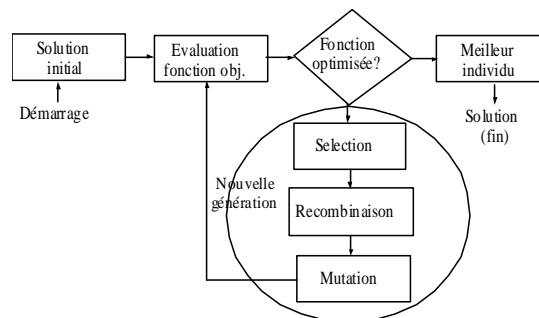 Solution
initial
Evaluation
fonction obj.
Fonction
optimisée?
Meilleur
individu
Démarrage
Solution
(fin)
Selection
Nouvelle
génération
Recombinaison
Mutation